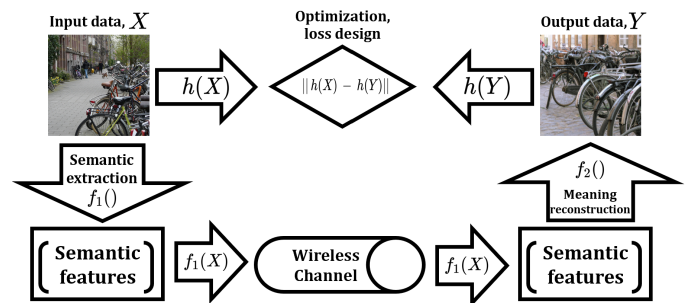 Input data, X
Optimization,
loss design
Output data, Y
h(X)
||h(X) − h(Y)||
h(Y)
Semantic
extraction
f₁()
f₂()
Meaning
reconstruction
Semantic
features
f₁(X)
Wireless
Channel
f₁(X)
Semantic
features